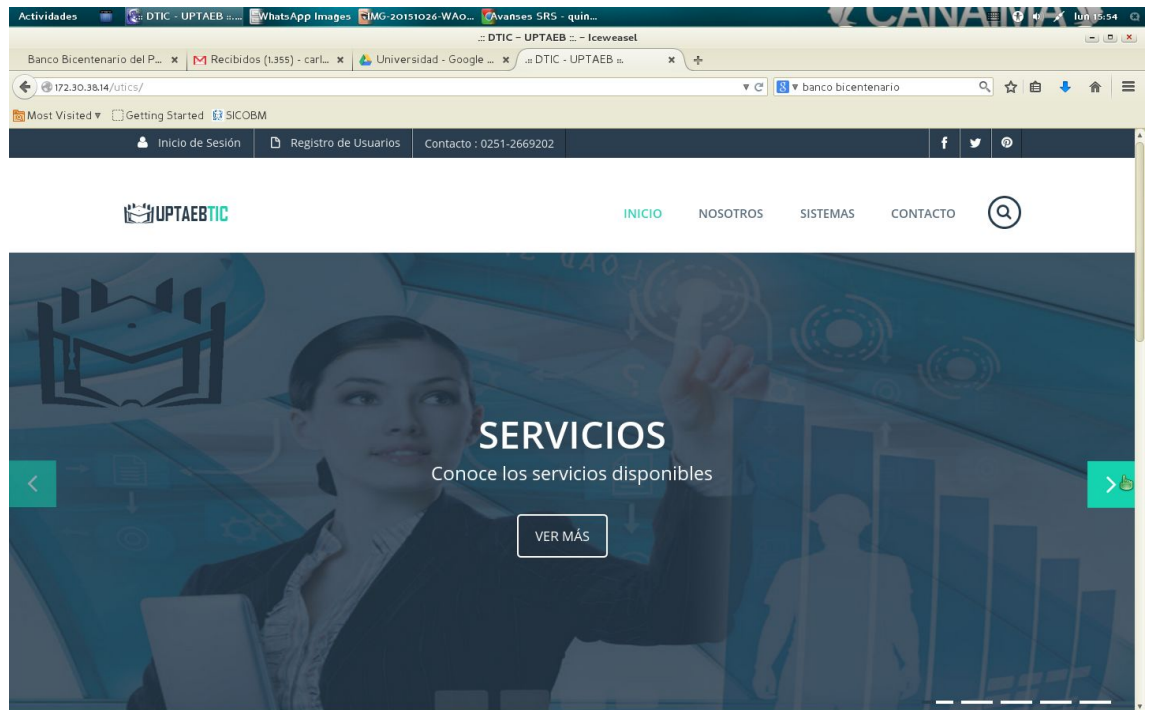 Actividades .:: DTIC - UPTAEB ::.... WhatsApp Images IMG-20151026-WA0... Avanses SRS - quin... CANAIMA lun 15:54
.:: DTIC - UPTAEB ::. - Iceweasel
Banco Bicentenario del P... Recibidos (1.355) - carl... Universidad - Google ... .:: DTIC - UPTAEB ::.
172.30.38.14/utics/ banco bicentenario
Most Visited Getting Started SICOBM
Inicio de Sesión Registro de Usuarios Contacto : 0251-2669202
UPTAEBTIC INICIO NOSOTROS SISTEMAS CONTACTO
SERVICIOS
Conoce los servicios disponibles
VER MÁS